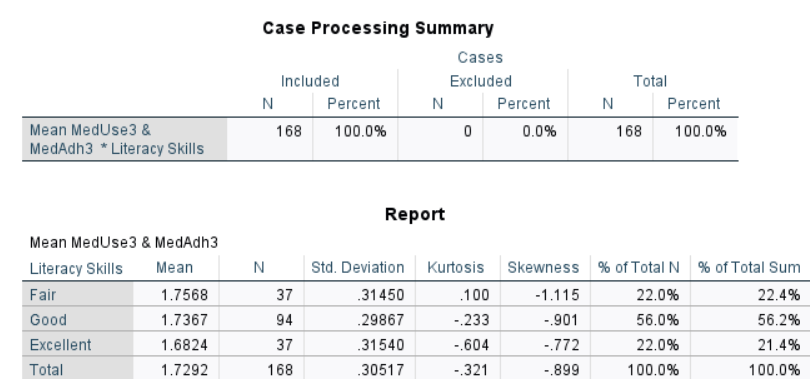 Case Processing Summary
Cases
Included Excluded Total
N Percent N Percent N Percent
Mean MedUse3 &
MedAdh3 * Literacy Skills 168 100.0% 0 0.0% 168 100.0%
Report
Mean MedUse3 & MedAdh3
Literacy Skills Mean N Std. Deviation Kurtosis Skewness % of Total N % of Total Sum
Fair 1.7568 37 .31450 .100 -1.115 22.0% 22.4%
Good 1.7367 94 .29867 -.233 -.901 56.0% 56.2%
Excellent 1.6824 37 .31540 -.604 -.772 22.0% 21.4%
Total 1.7292 168 .30517 -.321 -.899 100.0% 100.0%